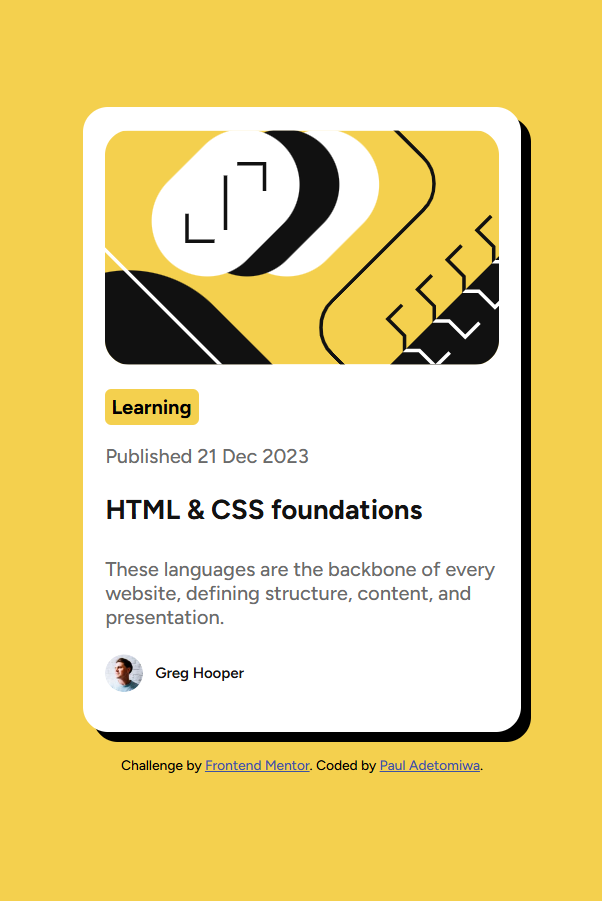 Learning
Published 21 Dec 2023
HTML & CSS foundations
These languages are the backbone of every
website, defining structure, content, and
presentation.
Greg Hooper
Challenge by Frontend Mentor. Coded by Paul Adetomiwa.